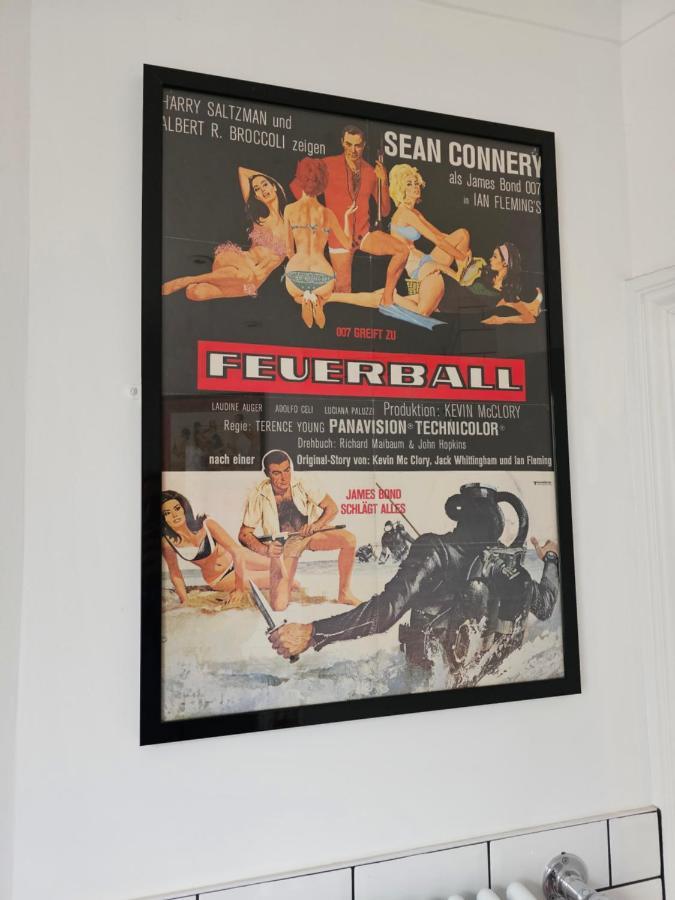 HARRY SALTZMAN und
ALBERT R. BROCCOLI zeigen
SEAN CONNERY
als James Bond 007
in IAN FLEMING'S
007 GREIFT ZU
FEUERBALL
LAUDINE AUGER ADOLFO CELI LUCIANA PALUZZI Produktion: KEVIN McCLORY
Regie: TERENCE YOUNG PANAVISION® TECHNICOLOR®
Drehbuch: Richard Maibaum & John Hopkins
nach einer Original-Story von: Kevin Mc Clory, Jack Whittingham und Ian Fleming
JAMES BOND
SCHLÄGT ALLES